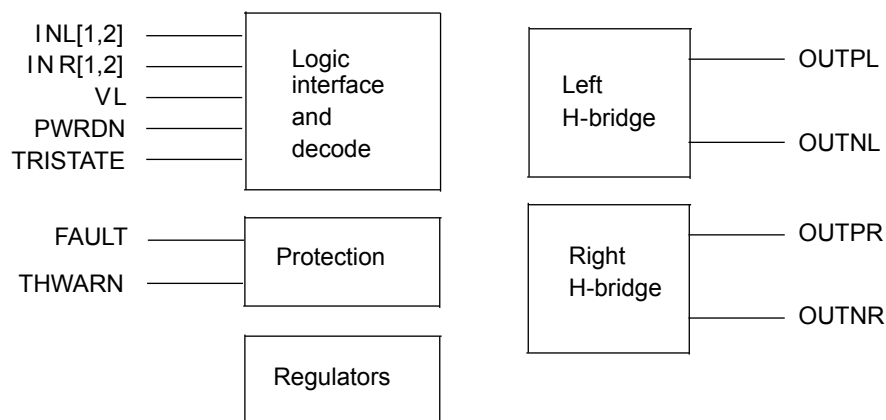 INL[1,2]
INR[1,2]
VL
PWRDN
TRISTATE
Logic
interface
and
decode
FAULT
THWARN
Protection
Regulators
Left
H-bridge
OUTPL
OUTNL
Right
H-bridge
OUTPR
OUTNR